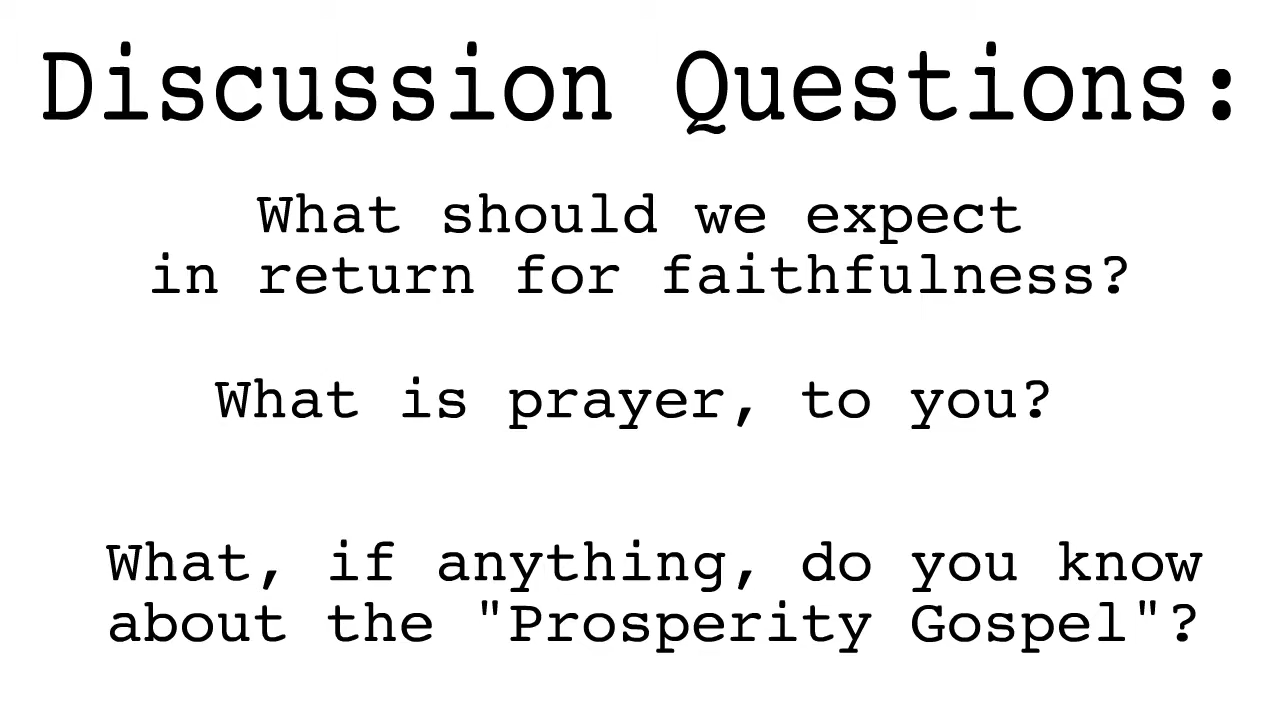 Discussion Questions:
What should we expect
in return for faithfulness?
What is prayer, to you?
What, if anything, do you know
about the "Prosperity Gospel"?